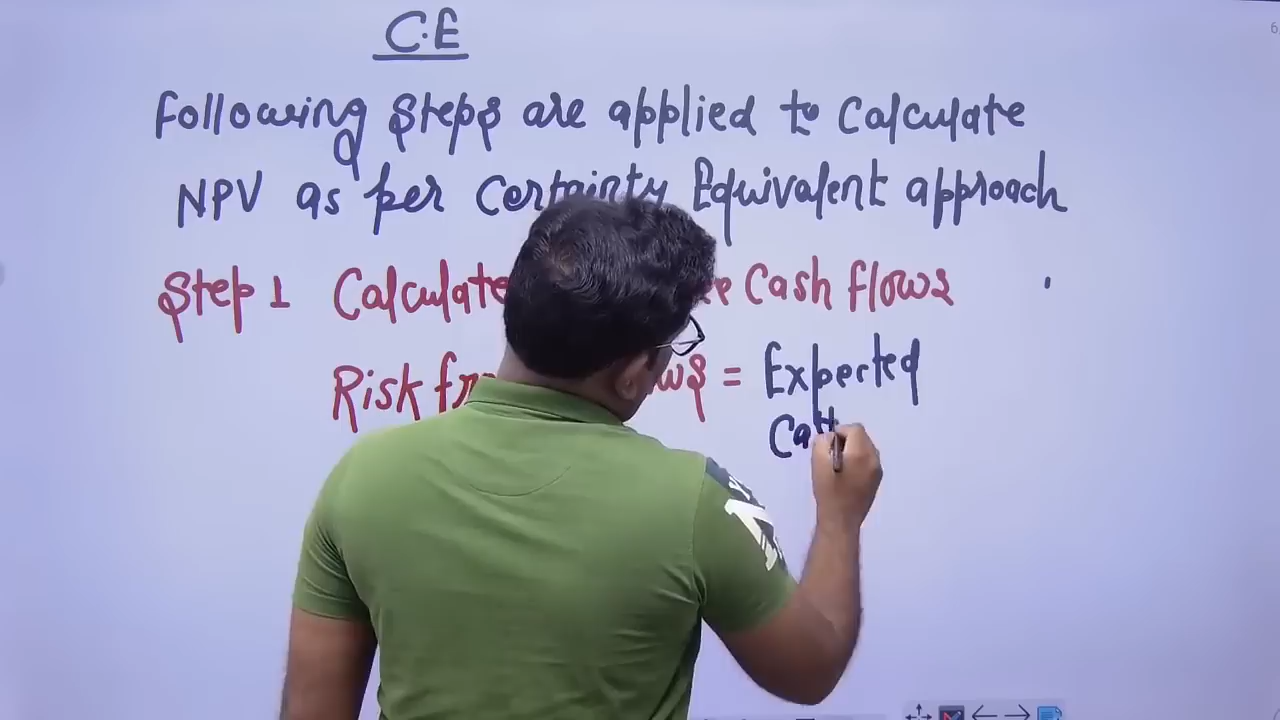 C.E
Following Steps are applied to Calculate
NPV as per Certainty Equivalent approach
Step 1 Calculate Cash flows
Risk = Expected
6